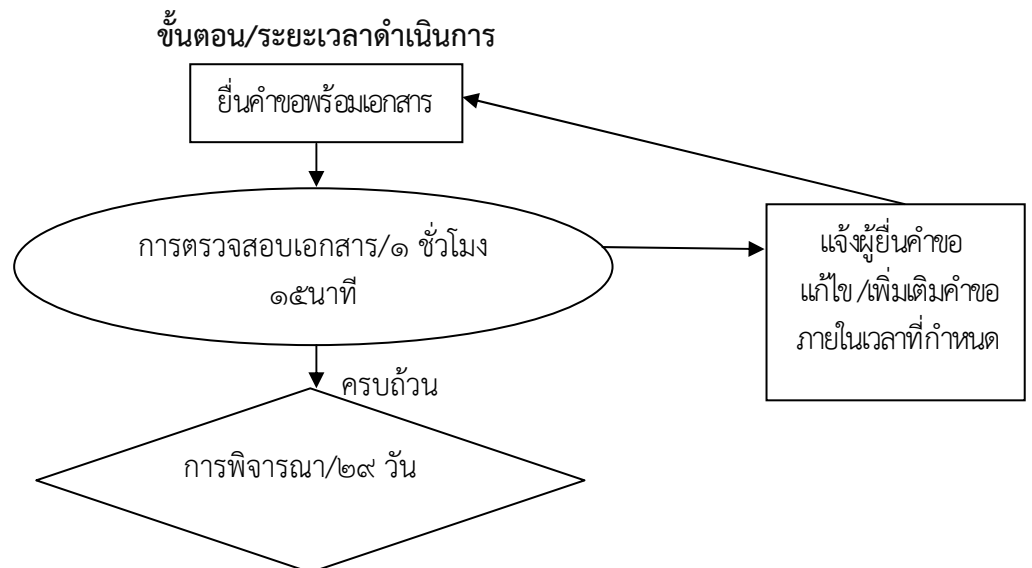 ขั้นตอน/ระยะเวลาดำเนินการ
ยื่นคำขอพร้อมเอกสาร
การตรวจสอบเอกสาร/๑ ชั่วโมง
๑๕นาที
แจ้งผู้ยื่นคำขอ
แก้ไข/เพิ่มเติมคำขอ
ภายในเวลาที่กำหนด
ครบถ้วน
การพิจารณา/๒๙ วัน